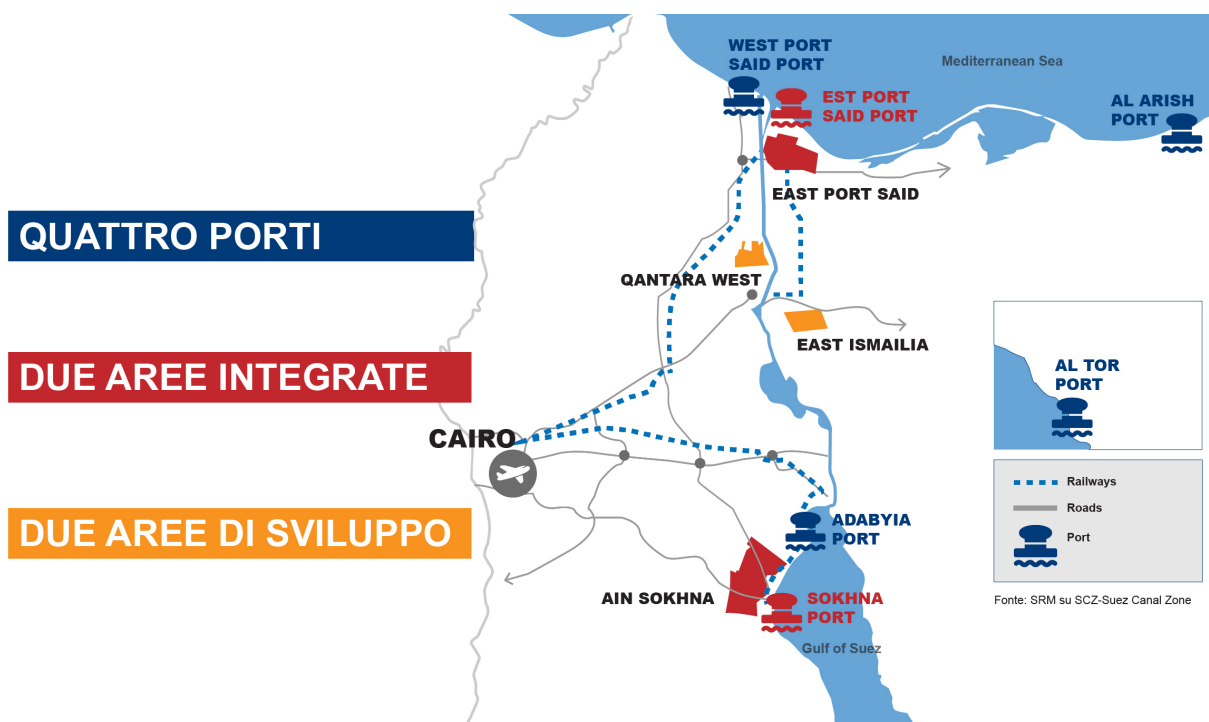 WEST PORT
SAID PORT
Mediterranean Sea
EST PORT
SAID PORT
AL ARISH
PORT
EAST PORT SAID
QUATTRO PORTI
QANTARA WEST
EAST ISMAILIA
DUE AREE INTEGRATE
AL TOR
PORT
CAIRO
Railways
Roads
Port
DUE AREE DI SVILUPPO
ADABYIA
PORT
AIN SOKHNA
SOKHNA
PORT
Fonte: SRM su SCZ-Suez Canal Zone
Gulf of Suez